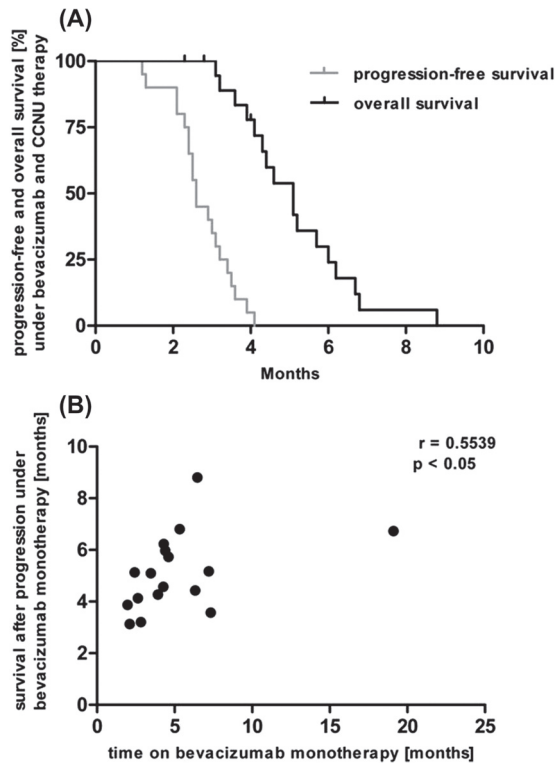 (A)
progression-free and overall survival [%]
under bevacizumab and CCNU therapy
100
75
50
25
0
0 2 4 6 8 10
Months
progression-free survival
overall survival
(B)
survival after progression under
bevacizumab monotherapy [months]
r = 0.5539
p < 0.05
10
8
6
4
2
0
0 5 10 15 20 25
time on bevacizumab monotherapy [months]